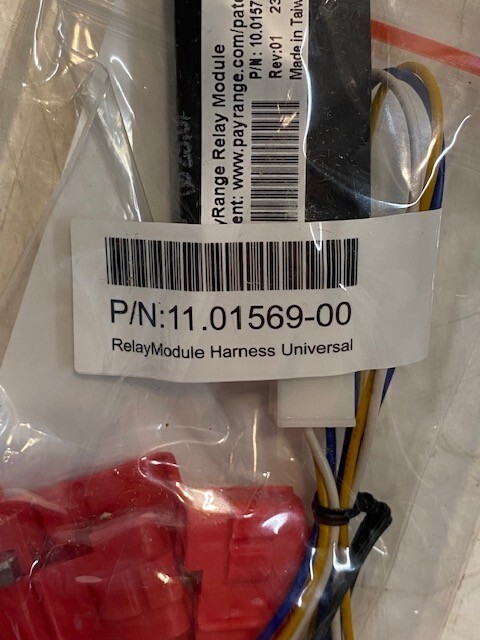 yRange Relay Module
ent: www.payrange.com/pate
P/N: 10.0157
Rev:01 23
Made in Taiw
P/N:11.01569-00
RelayModule Harness Universal